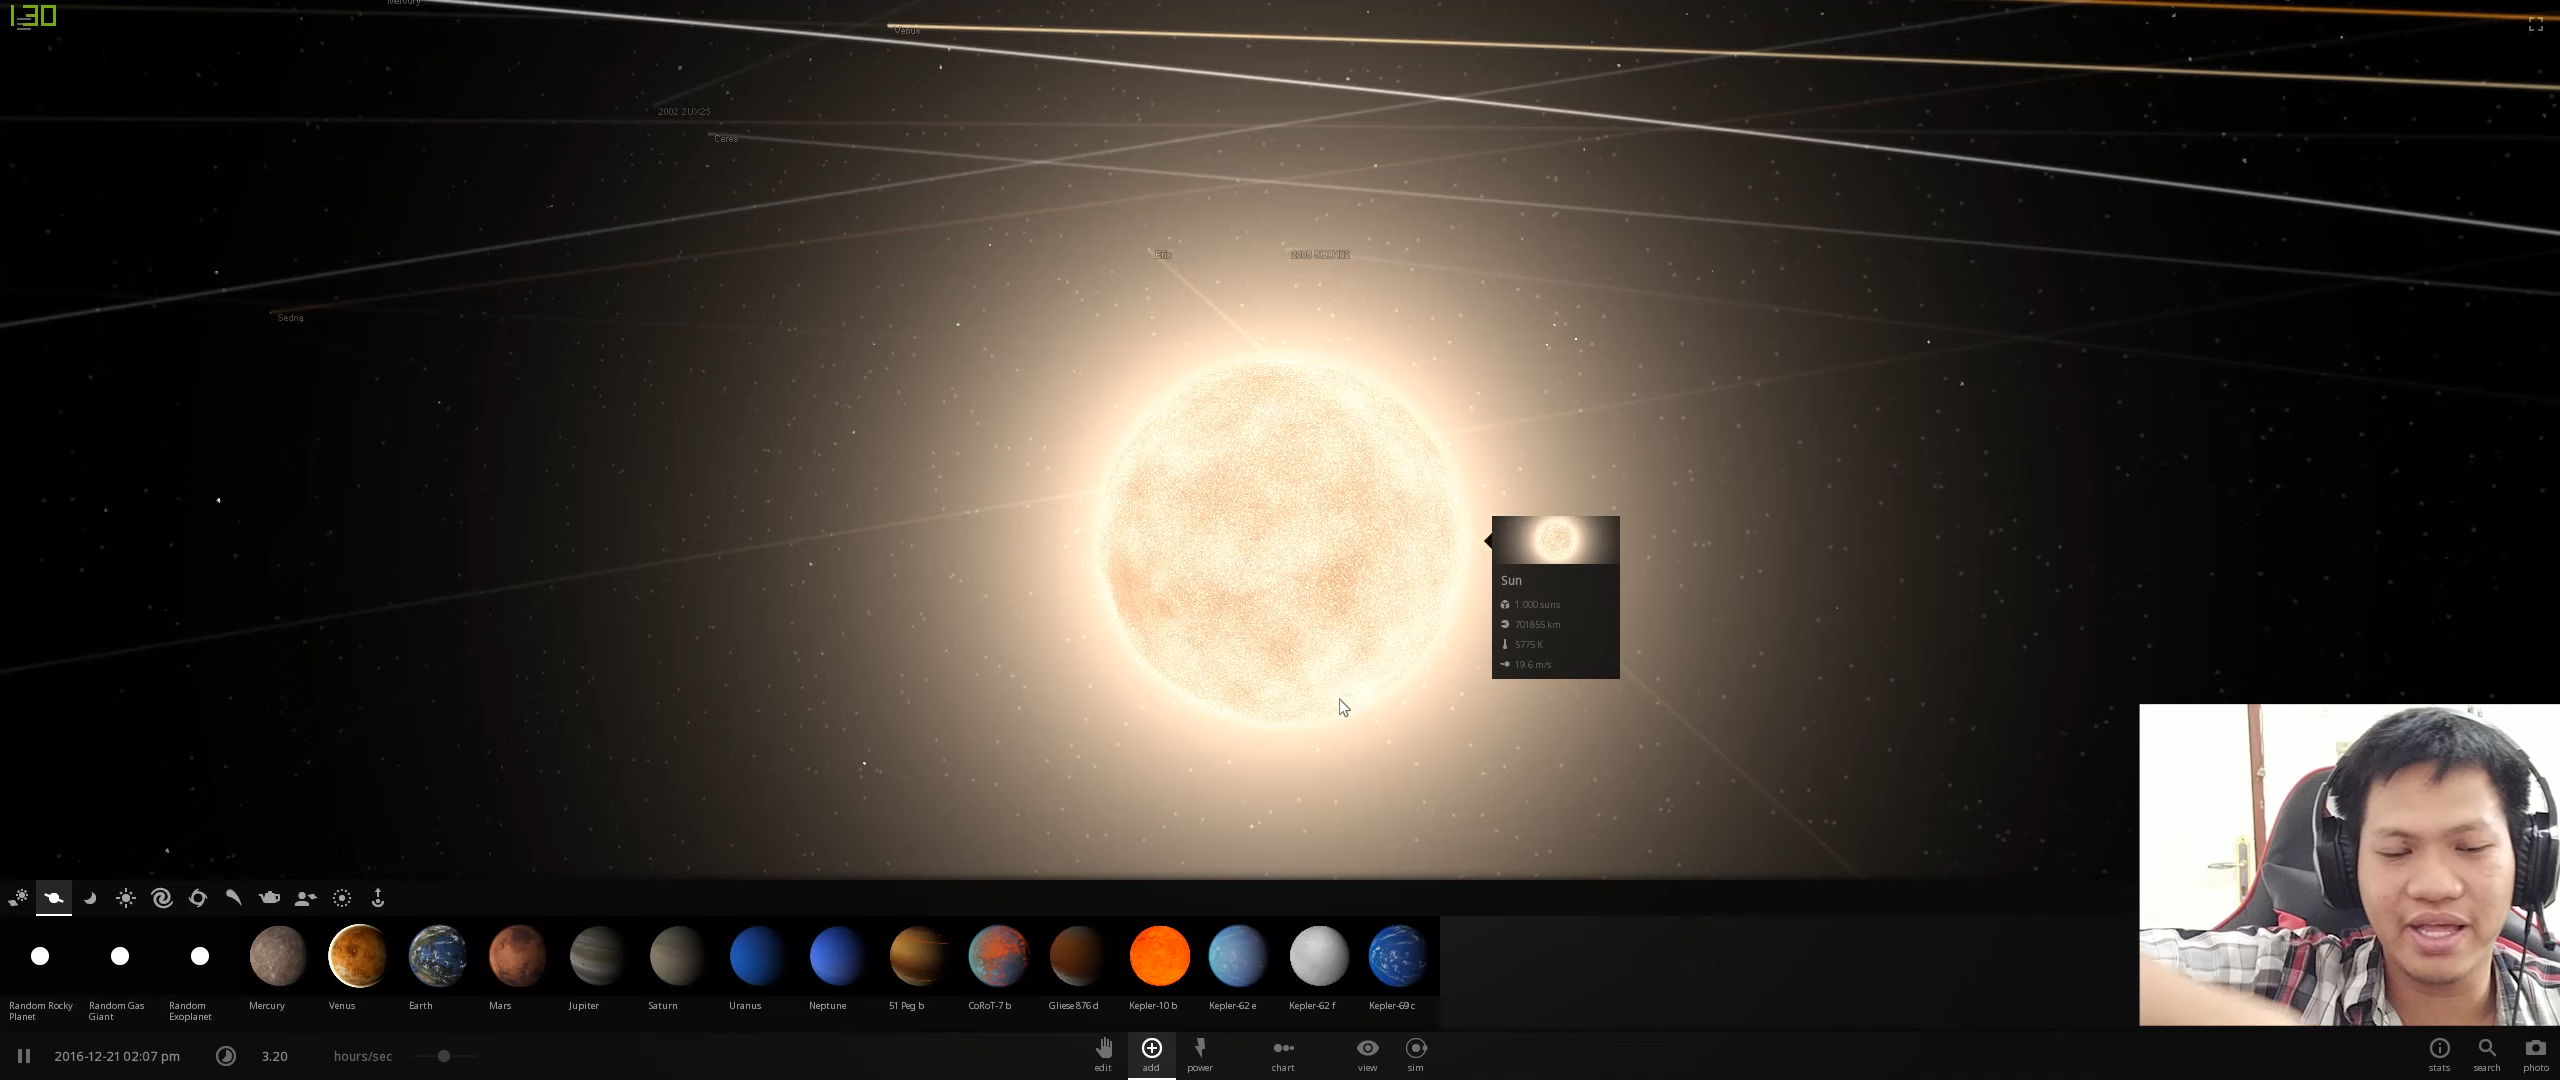 130
Mercury
Venus
2002 2UX25
Ceres
Eris
Sedna
Sun
1.000 suns
701855 km
5775 K
19.6 m/s
Random Rocky Planet
Random Gas Giant
Random Exoplanet
Mercury
Venus
Earth
Mars
Jupiter
Saturn
Uranus
Neptune
51 Peg b
CoRoT-7 b
Gliese 876 d
Kepler-10 b
Kepler-62 e
Kepler-62 f
Kepler-69 c
2016-12-21 02:07 pm
3.20
hours/sec
edit
add
power
chart
view
sim
stats
search
photo